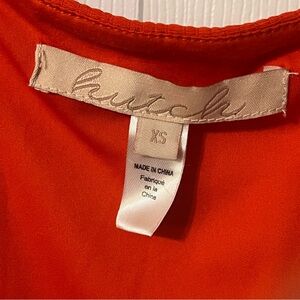 hutch
XS
MADE IN CHINA
Fabriqué
en la
Chine